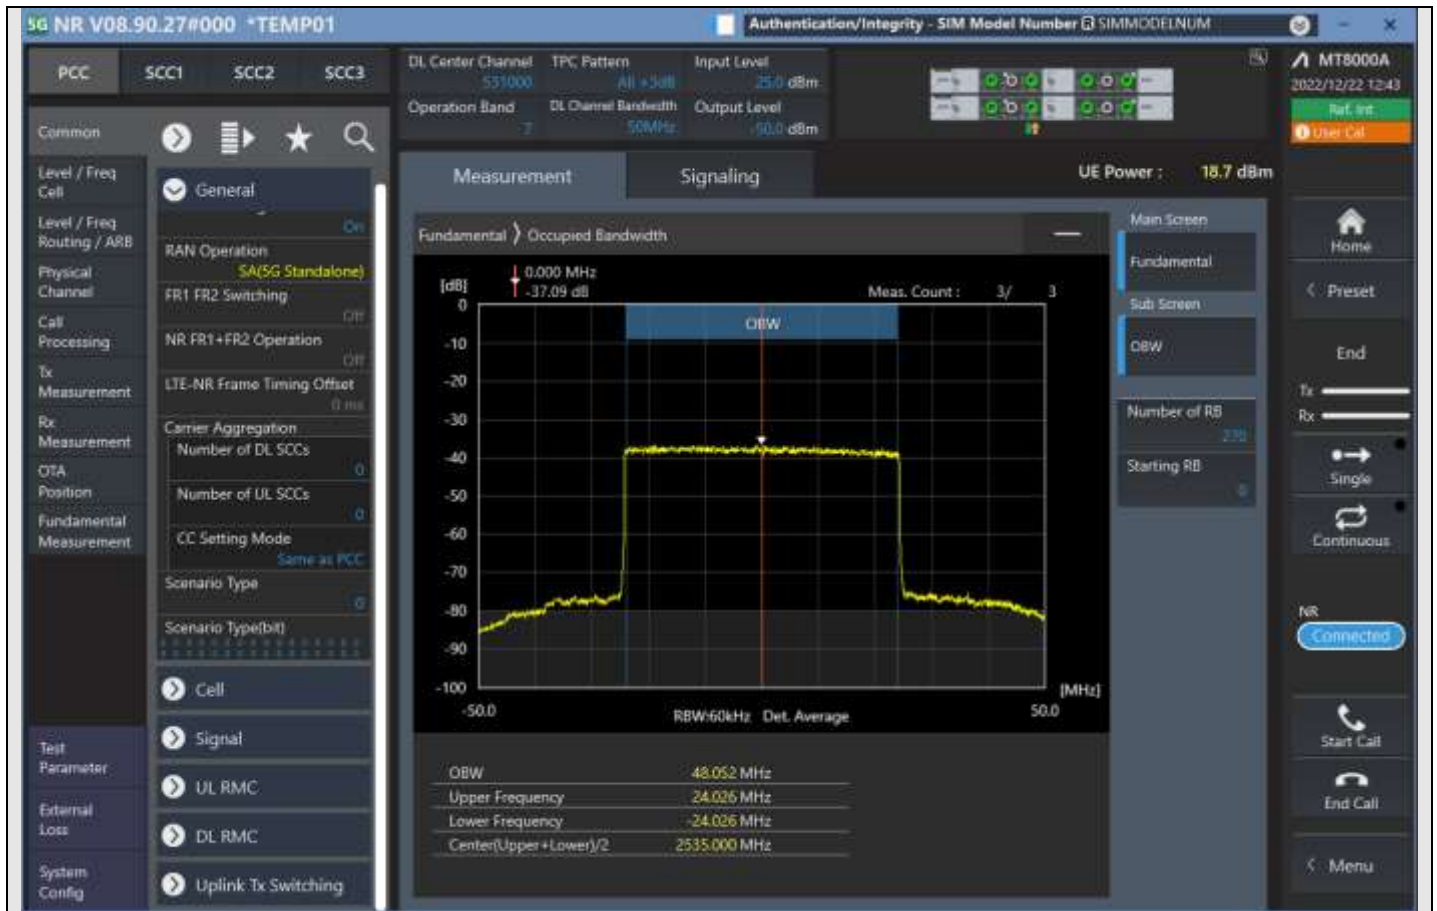 5G NR V08.90.27#000 *TEMP01
Authentication/Integrity - SIM Model Number SIMMODELNUM
PCC SCC1 SCC2 SCC3
DL Center Channel 531000
TPC Pattern All +3dB
Input Level 25.0 dBm
Operation Band 7
DL Channel Bandwidth 50MHz
Output Level -50.0 dBm
MT8000A
2022/12/22 12:43
Ref. Int
User Cal
Common
Level / Freq
Cell
Level / Freq
Routing / ARB
Physical
Channel
Call
Processing
Tx
Measurement
Rx
Measurement
OTA
Position
Fundamental
Measurement
Test
Parameter
External
Loss
System
Config
General
On
RAN Operation
SA(5G Standalone)
FR1 FR2 Switching
Off
NR FR1+FR2 Operation
Off
LTE-NR Frame Timing Offset
0 ms
Carrier Aggregation
Number of DL SCCs
0
Number of UL SCCs
0
CC Setting Mode
Same as PCC
Scenario Type
0
Scenario Type(bit)
Cell
Signal
UL RMC
DL RMC
Uplink Tx Switching
Measurement Signaling
UE Power : 18.7 dBm
Fundamental Occupied Bandwidth
0.000 MHz
-37.09 dB
Meas. Count : 3/ 3
[dB]
OBW
0
-10
-20
-30
-40
-50
-60
-70
-80
-90
-100
[MHz]
-50.0 RBW:60kHz Det. Average 50.0
OBW 48.052 MHz
Upper Frequency 24.026 MHz
Lower Frequency -24.026 MHz
Center(Upper+Lower)/2 2535.000 MHz
Main Screen
Fundamental
Sub Screen
OBW
Number of RB
270
Starting RB
0
Home
Preset
End
Tx
Rx
Single
Continuous
NR
Connected
Start Call
End Call
Menu